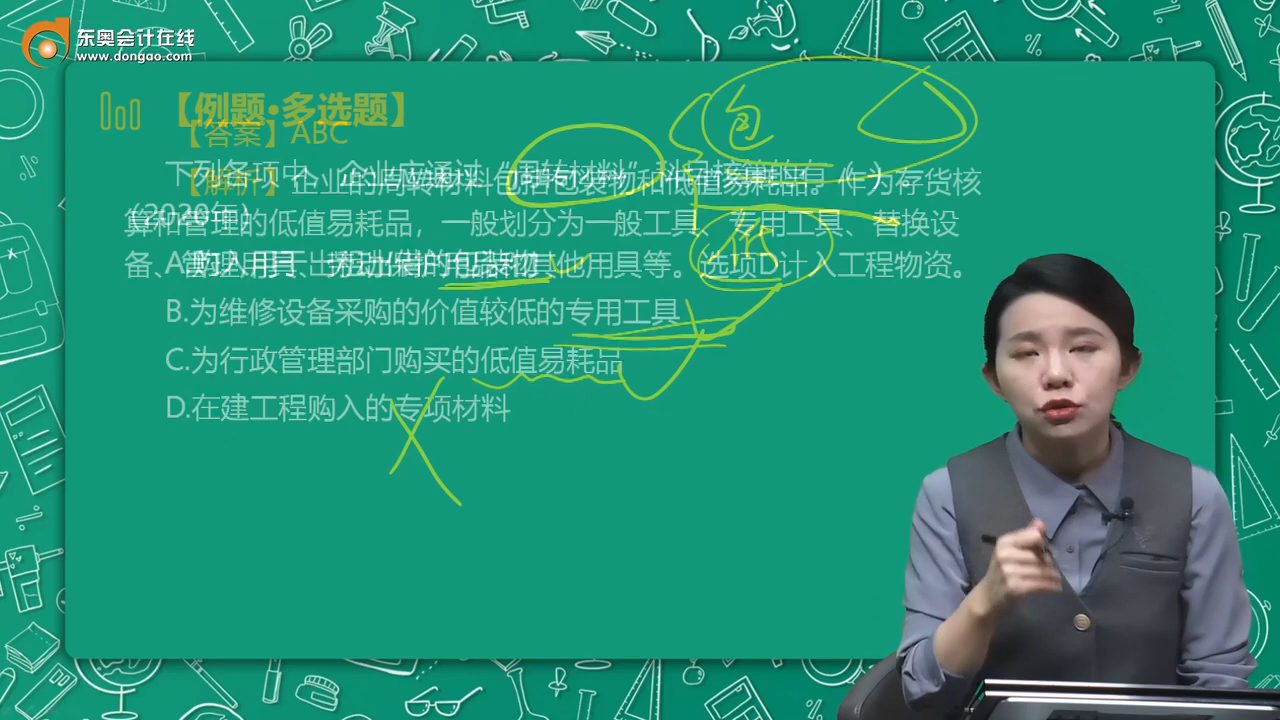 东奥会计在线
www.dongao.com
【例题·多选题】
【答案】ABC
下列各项中，企业应通过“周转材料”科目核算的有（ ）。
(2020年)
【解析】企业的周转材料包括包装物和低值易耗品。作为存货核
算和管理的低值易耗品，一般划分为一般工具、专用工具、替换设
备、管理用具、劳动保护用品和其他用具等。选项D计入工程物资。
A.购入用于出租出借的包装物
B.为维修设备采购的价值较低的专用工具
C.为行政管理部门购买的低值易耗品
D.在建工程购入的专项材料
包
低